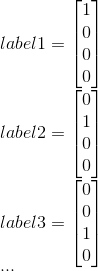 label1 = [1 0 0 0]
label2 = [0 1 0 0]
label3 = [0 0 1 0]
...